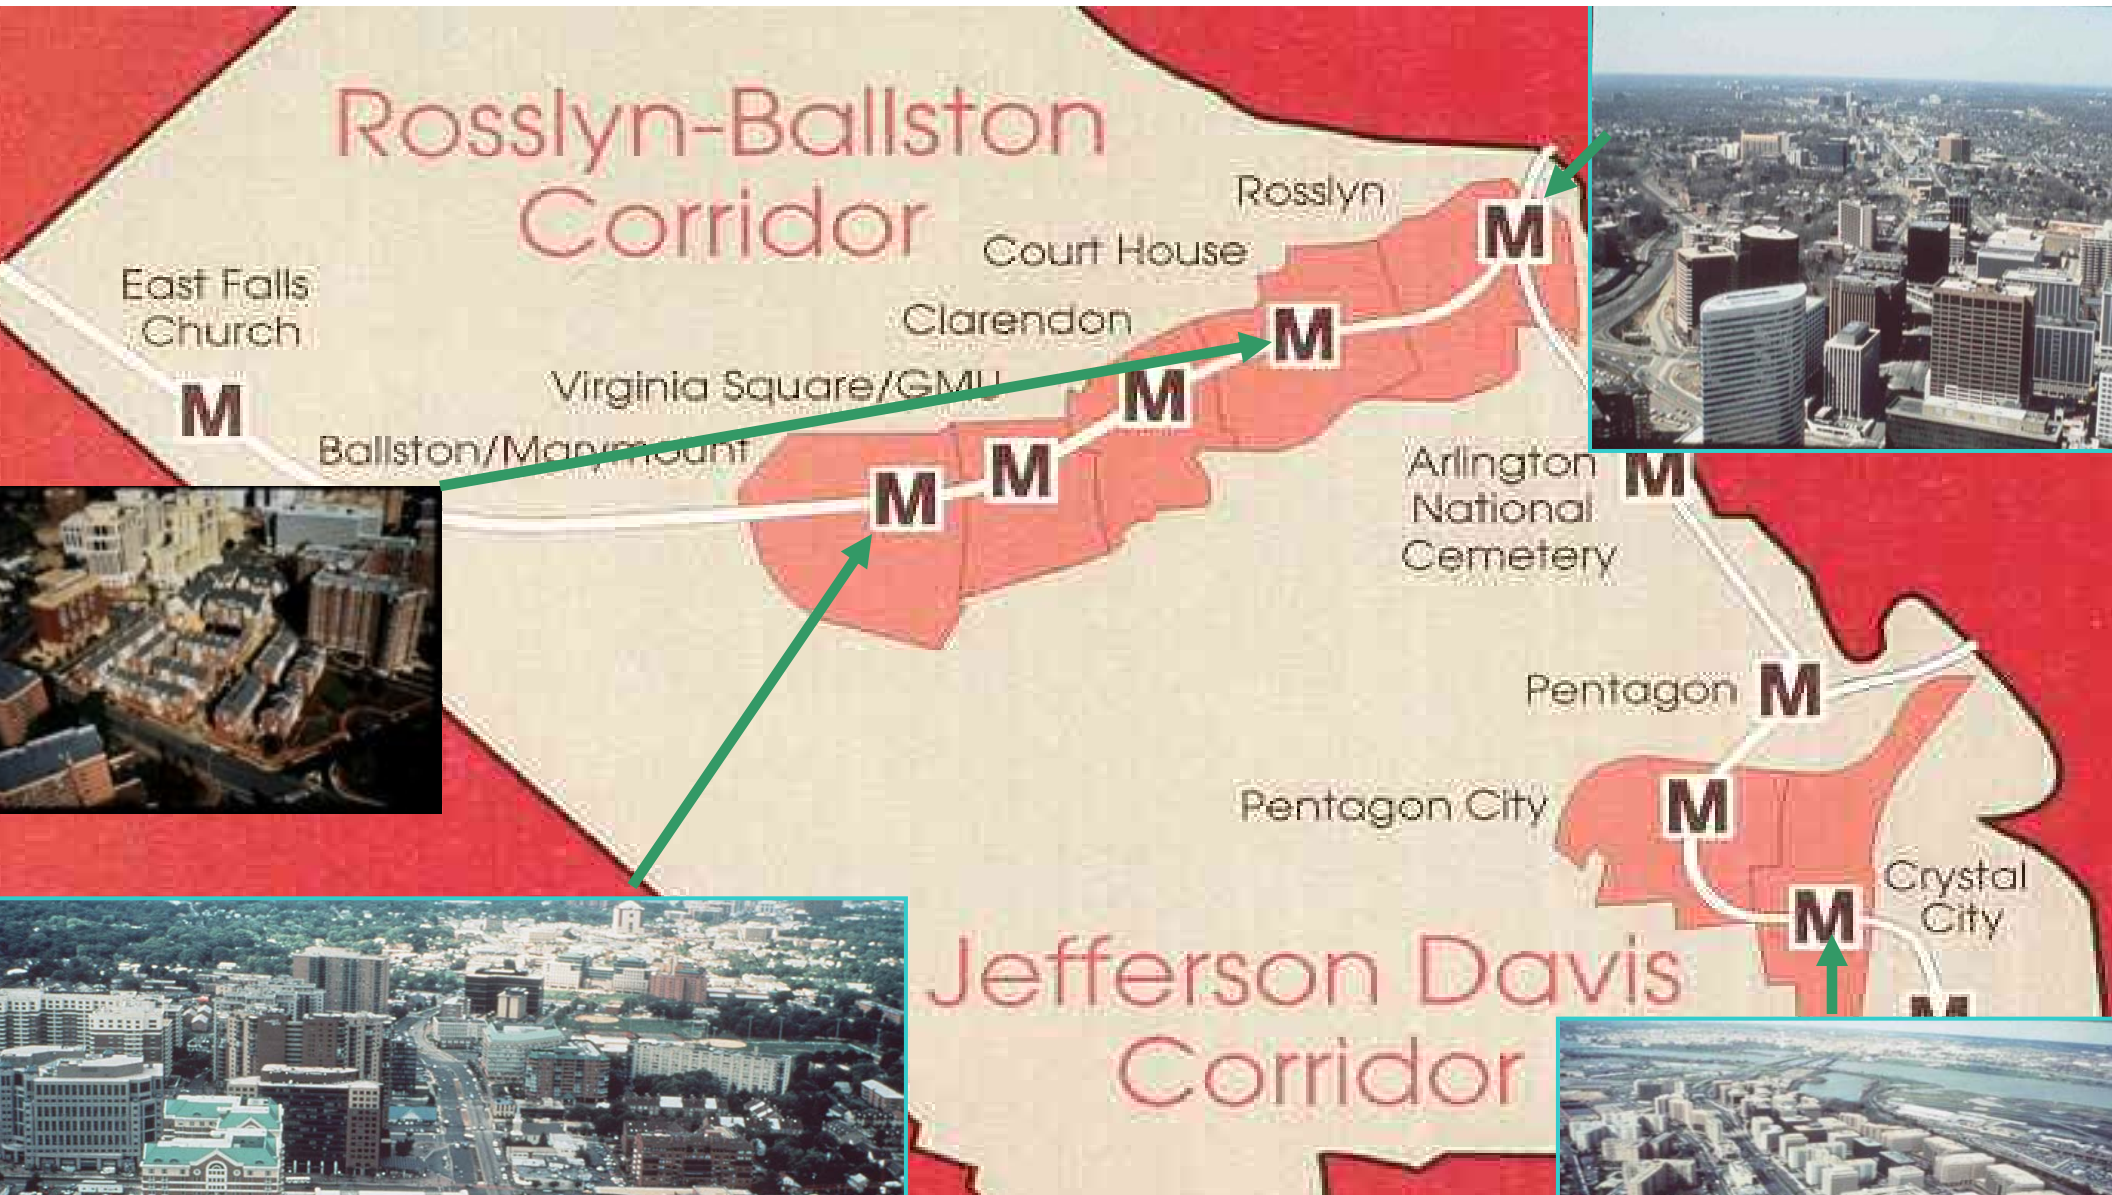 Rosslyn-Ballston
Corridor
Rosslyn
M
Court House
M
Clarendon
M
Virginia Square/GMU
M
Ballston/Marymount
M
East Falls
Church
M
Arlington
National
Cemetery
M
Pentagon
M
Pentagon City
M
Crystal
City
M
M
Jefferson Davis
Corridor